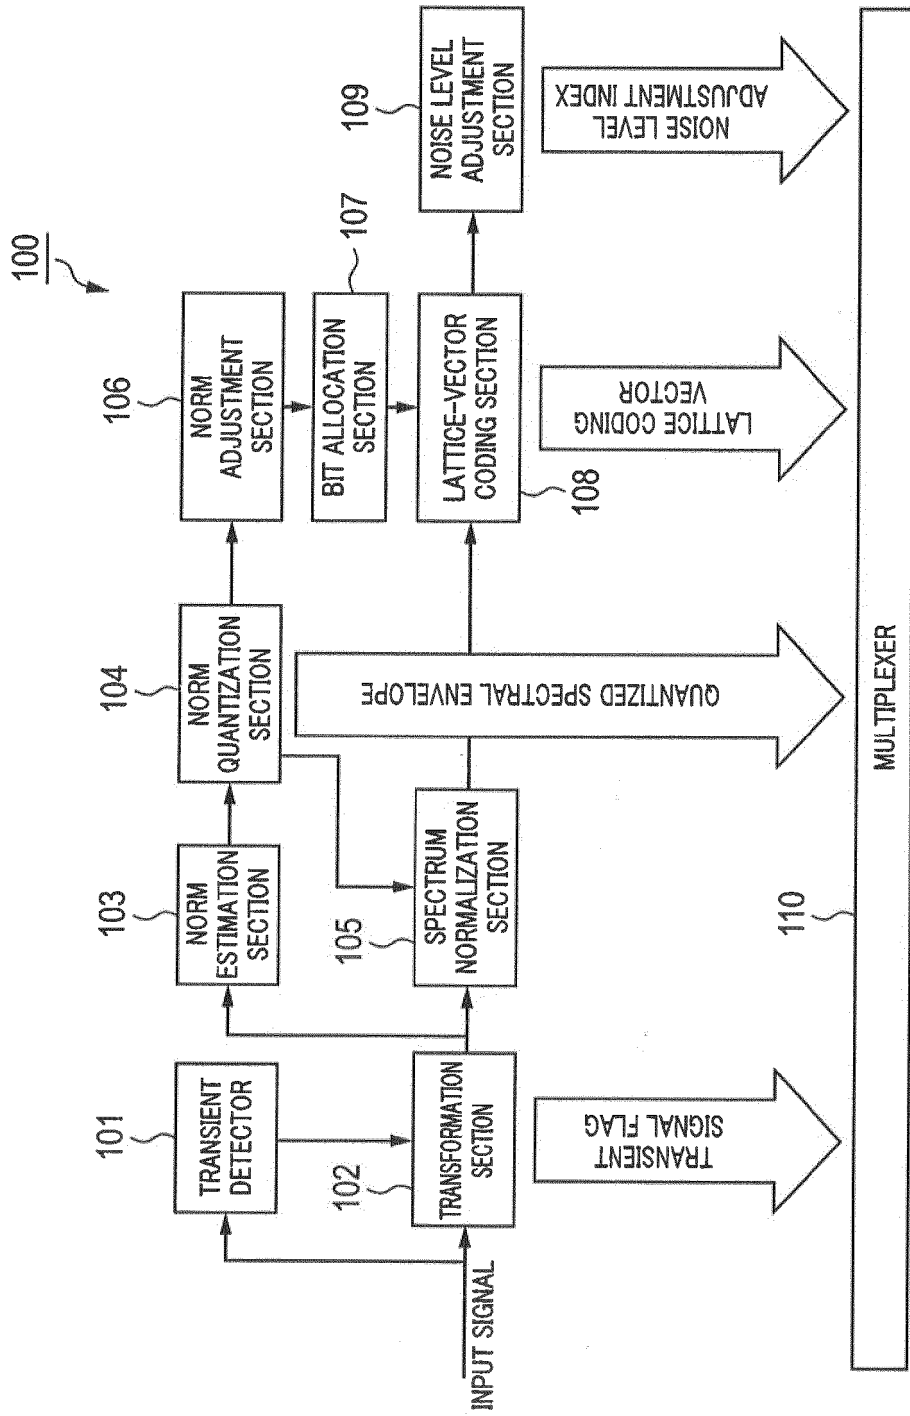 100
101
TRANSIENT
DETECTOR
102
TRANSFORMATION
SECTION
INPUT SIGNAL
103
NORM
ESTIMATION
SECTION
104
NORM
QUANTIZATION
SECTION
105
SPECTRUM
NORMALIZATION
SECTION
106
NORM
ADJUSTMENT
SECTION
107
BIT ALLOCATION
SECTION
108
LATTICE-VECTOR
CODING SECTION
109
NOISE LEVEL
ADJUSTMENT
SECTION
TRANSIENT
SIGNAL FLAG
QUANTIZED SPECTRAL ENVELOPE
LATTICE CODING
VECTOR
NOISE LEVEL
ADJUSTMENT INDEX
110
MULTIPLEXER